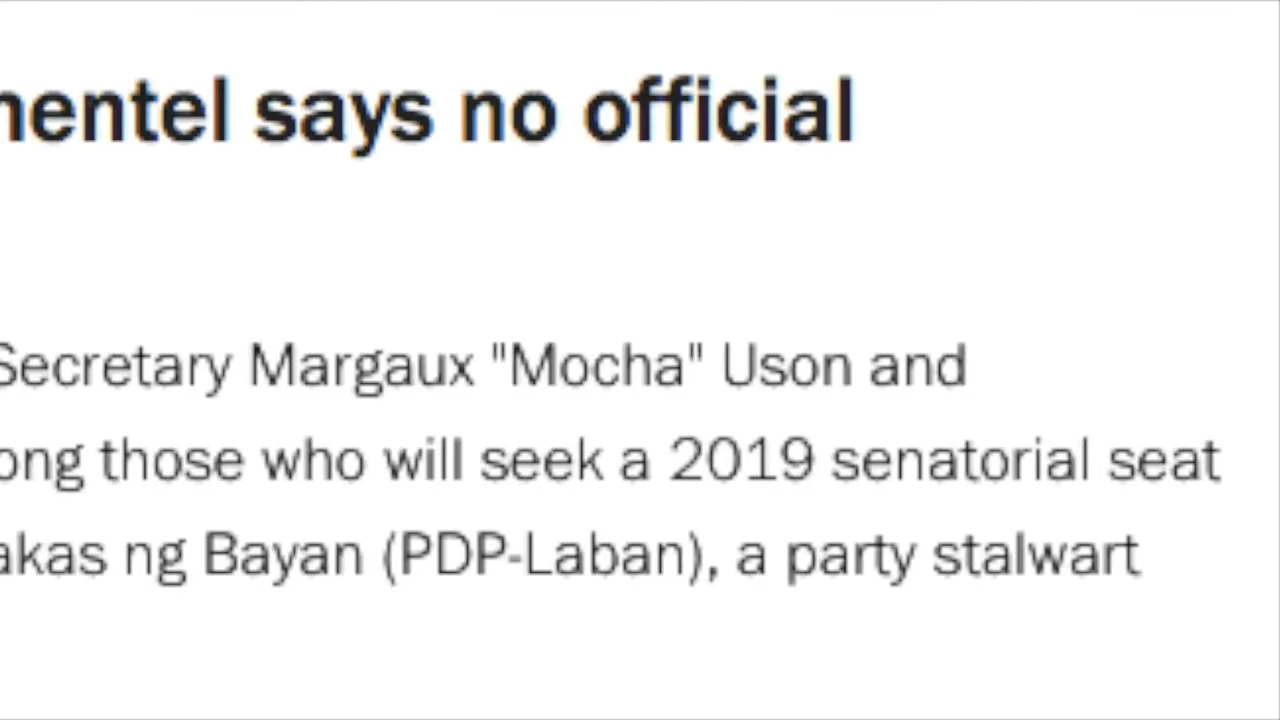 mentel says no official
Secretary Margaux "Mocha" Uson and
ong those who will seek a 2019 senatorial seat
akas ng Bayan (PDP-Laban), a party stalwart